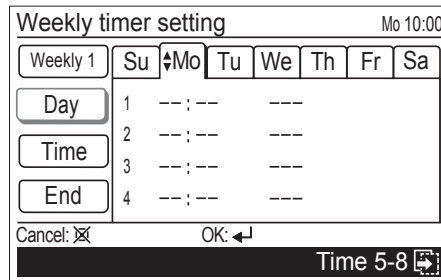 Weekly timer setting Mo 10:00
Weekly 1 Su Mo Tu We Th Fr Sa
Day 1 --:-- ---
2 --:-- ---
Time
3 --:-- ---
End 4 --:-- ---
Cancel: OK:
Time 5-8